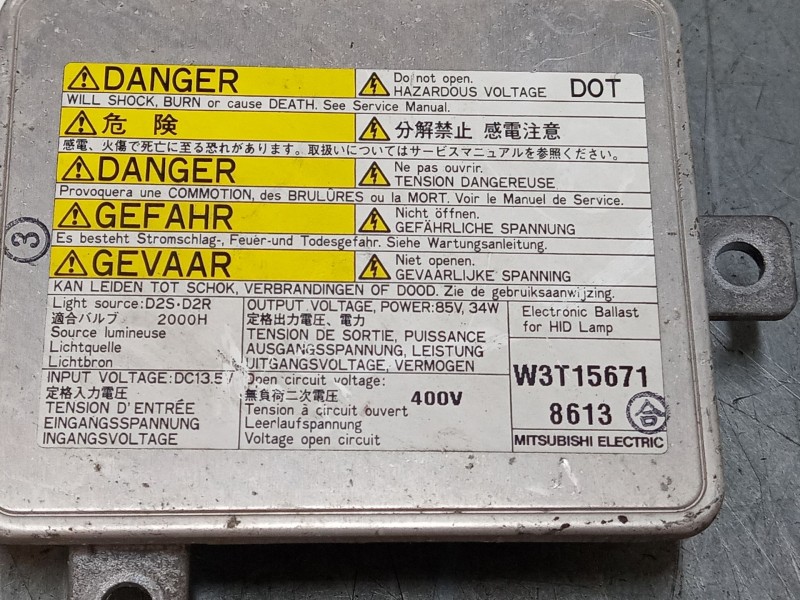 DANGER Do not open. HAZARDOUS VOLTAGE DOT
WILL SHOCK, BURN or cause DEATH. See Service Manual.
危 険 分解禁止 感電注意
感電、火傷で死亡に至る恐れがあります。取扱いについてはサービスマニュアルを参照ください。
DANGER Ne pas ouvrir. TENSION DANGEREUSE
Provoquera une COMMOTION, des BRULÛRES ou la MORT. Voir le Manuel de Service.
GEFAHR Nicht öffnen. GEFÄHRLICHE SPANNUNG
Es besteht Stromschlag-, Feuer-und Todesgefahr. Siehe Wartungsanleitung.
GEVAAR Niet openen. GEVAARLIJKE SPANNING
KAN LEIDEN TOT SCHOK, VERBRANDINGEN OF DOOD. Zie de gebruiksaanwijzing.
Light source:D2S·D2R
適合バルブ 2000H
Source lumineuse
Lichtquelle
Lichtbron
OUTPUT VOLTAGE, POWER:85V, 34W
定格出力電圧、電力
TENSION DE SORTIE, PUISSANCE
AUSGANGSSPANNUNG, LEISTUNG
UITGANGSVOLTAGE, VERMOGEN
Electronic Ballast
for HID Lamp
INPUT VOLTAGE:DC13.5V
定格入力電圧
TENSION D'ENTRÉE
EINGANGSSPANNUNG
INGANGSVOLTAGE
Open circuit voltage:
無負荷二次電圧 400V
Tension à circuit ouvert
Leerlaufspannung
Voltage open circuit
W3T15671
8613 合
MITSUBISHI ELECTRIC
3